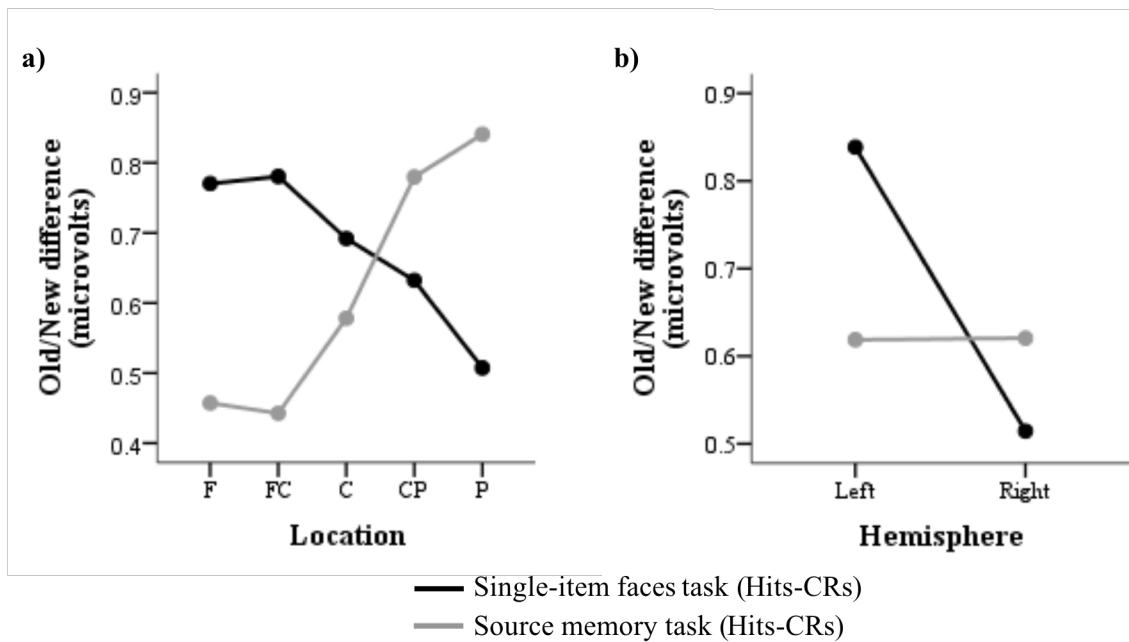 a)
Old/New difference
(microvolts)
0.9
0.8
0.7
0.6
0.5
0.4
F FC C CP P
Location
b)
Old/New difference
(microvolts)
0.9
0.8
0.7
0.6
0.5
Left Right
Hemisphere
Single-item faces task (Hits-CRs)
Source memory task (Hits-CRs)